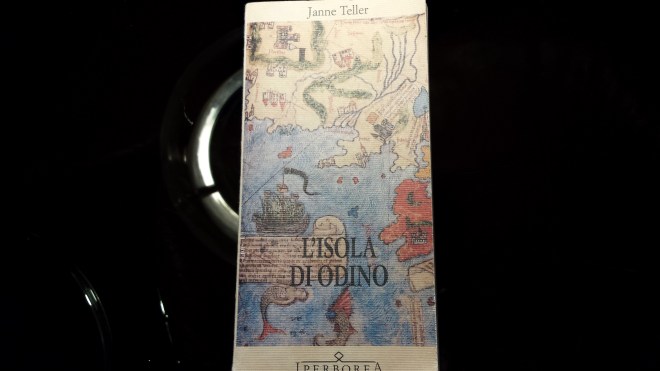 Janne Teller
L'ISOLA
DI ODINO
IPERBOREA